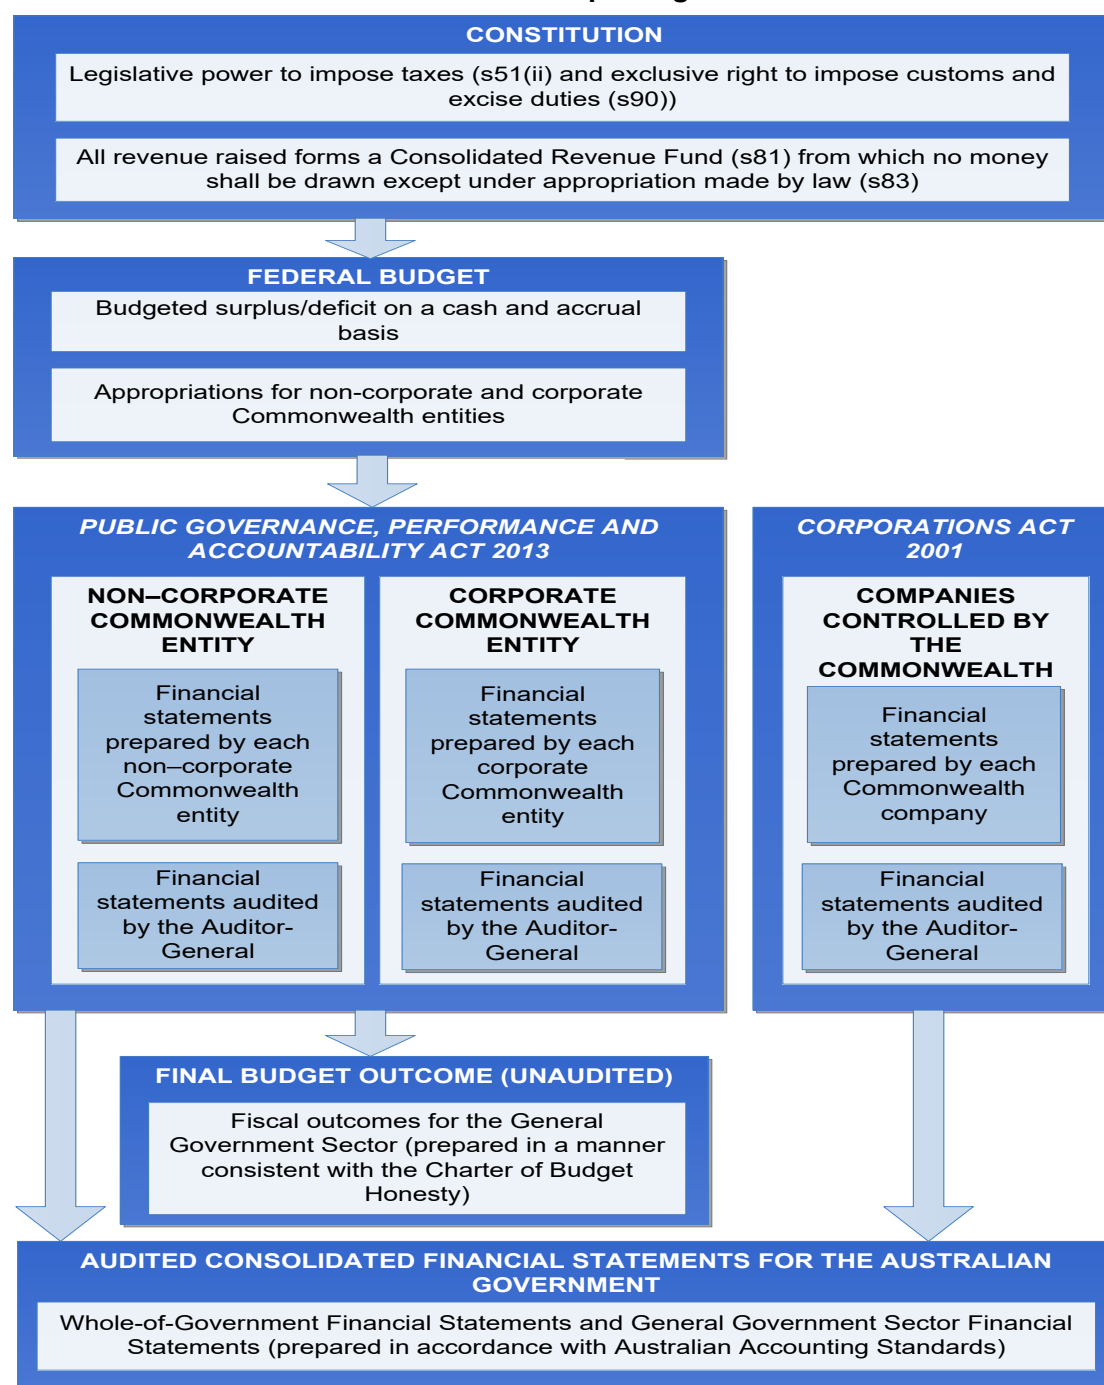 CONSTITUTION
Legislative power to impose taxes (s51(ii) and exclusive right to impose customs and
excise duties (s90))
All revenue raised forms a Consolidated Revenue Fund (s81) from which no money
shall be drawn except under appropriation made by law (s83)
FEDERAL BUDGET
Budgeted surplus/deficit on a cash and accrual
basis
Appropriations for non-corporate and corporate
Commonwealth entities
PUBLIC GOVERNANCE, PERFORMANCE AND
ACCOUNTABILITY ACT 2013
NON–CORPORATE
COMMONWEALTH
ENTITY
Financial
statements
prepared by each
non–corporate
Commonwealth
entity
Financial
statements audited
by the Auditor-
General
CORPORATE
COMMONWEALTH
ENTITY
Financial
statements
prepared by each
corporate
Commonwealth
entity
Financial
statements audited
by the Auditor-
General
CORPORATIONS ACT
2001
COMPANIES
CONTROLLED BY
THE
COMMONWEALTH
Financial
statements
prepared by each
Commonwealth
company
Financial
statements audited
by the Auditor-
General
FINAL BUDGET OUTCOME (UNAUDITED)
Fiscal outcomes for the General
Government Sector (prepared in a manner
consistent with the Charter of Budget
Honesty)
AUDITED CONSOLIDATED FINANCIAL STATEMENTS FOR THE AUSTRALIAN
GOVERNMENT
Whole-of-Government Financial Statements and General Government Sector Financial
Statements (prepared in accordance with Australian Accounting Standards)